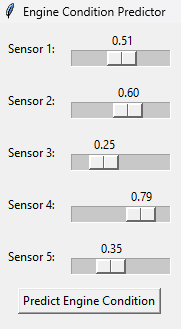 Engine Condition Predictor
0.51
Sensor 1:
0.60
Sensor 2:
0.25
Sensor 3:
0.79
Sensor 4:
0.35
Sensor 5:
Predict Engine Condition